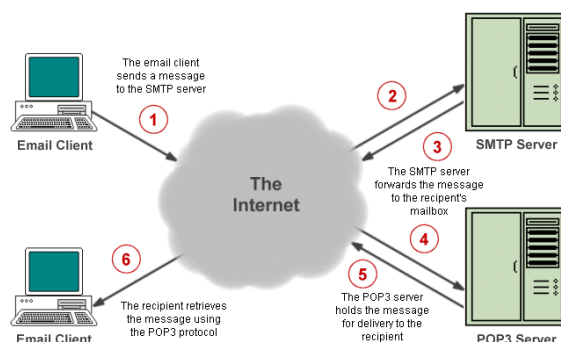 The email client
sends a message
to the SMTP server
1
Email Client
2
SMTP Server
3
The SMTP server
forwards the message
to the recipent's
mailbox
The
Internet
4
5
The POP3 server
holds the message
for delivery to the
recipient
POP3 Server
6
The recipient retrieves
the message using
the POP3 protocol
Email Client